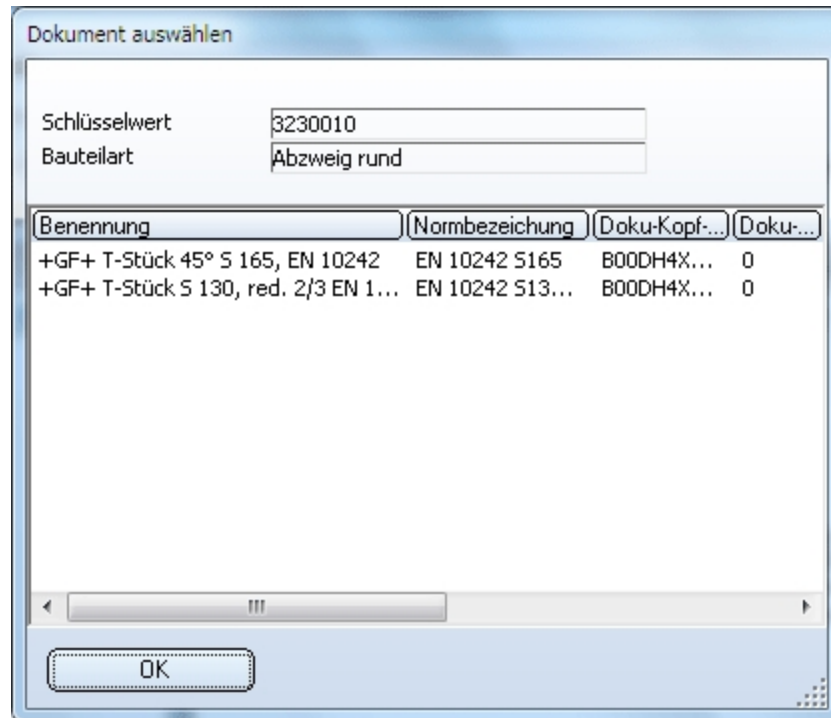 Dokument auswählen
Schlüsselwert 3230010
Bauteilart Abzweig rund
Benennung Normbezeichung Doku-Kopf-... Doku-...
+GF+ T-Stück 45° S 165, EN 10242 EN 10242 S165 B00DH4X... 0
+GF+ T-Stück S 130, red. 2/3 EN 1... EN 10242 S13... B00DH4X... 0
OK